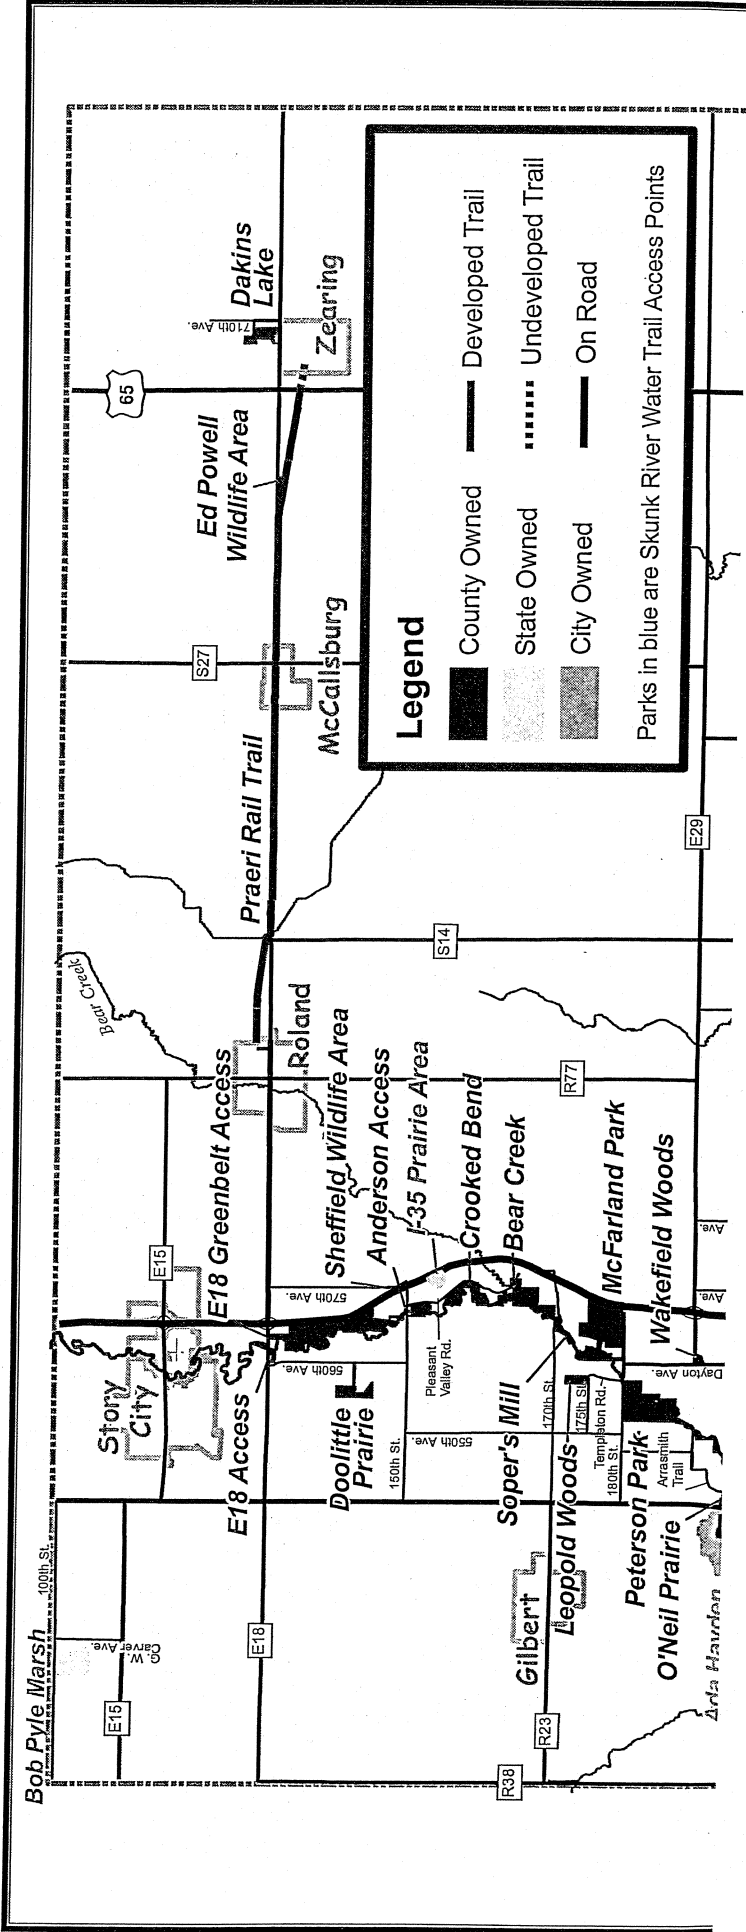 Bob Pyle Marsh
100th St.
G. W.
Carver Ave.
E15
E18
R38
R23
Story
City
E15
E18 Access
E18 Greenbelt Access
Bear Creek
Roland
Praeri Rail Trail
McCallsburg
S27
Ed Powell
Wildlife Area
65
710th Ave.
Dakins
Lake
Zearing
Doolittle
Prairie
560th Ave.
570th Ave.
150th St.
550th Ave.
Pleasant
Valley Rd.
Sheffield Wildlife Area
Anderson Access
I-35 Prairie Area
Crooked Bend
Bear Creek
R77
S14
E29
Gilbert
Soper's Mill
Leopold Woods
170th St.
175th St.
Templeton Rd.
180th St.
McFarland Park
Wakefield Woods
Dayton Ave.
Ave.
Ave.
Peterson Park
Arrasmith
Trail
O'Neil Prairie
Ada Hayden
Legend
County Owned
Developed Trail
State Owned
Undeveloped Trail
City Owned
On Road
Parks in blue are Skunk River Water Trail Access Points